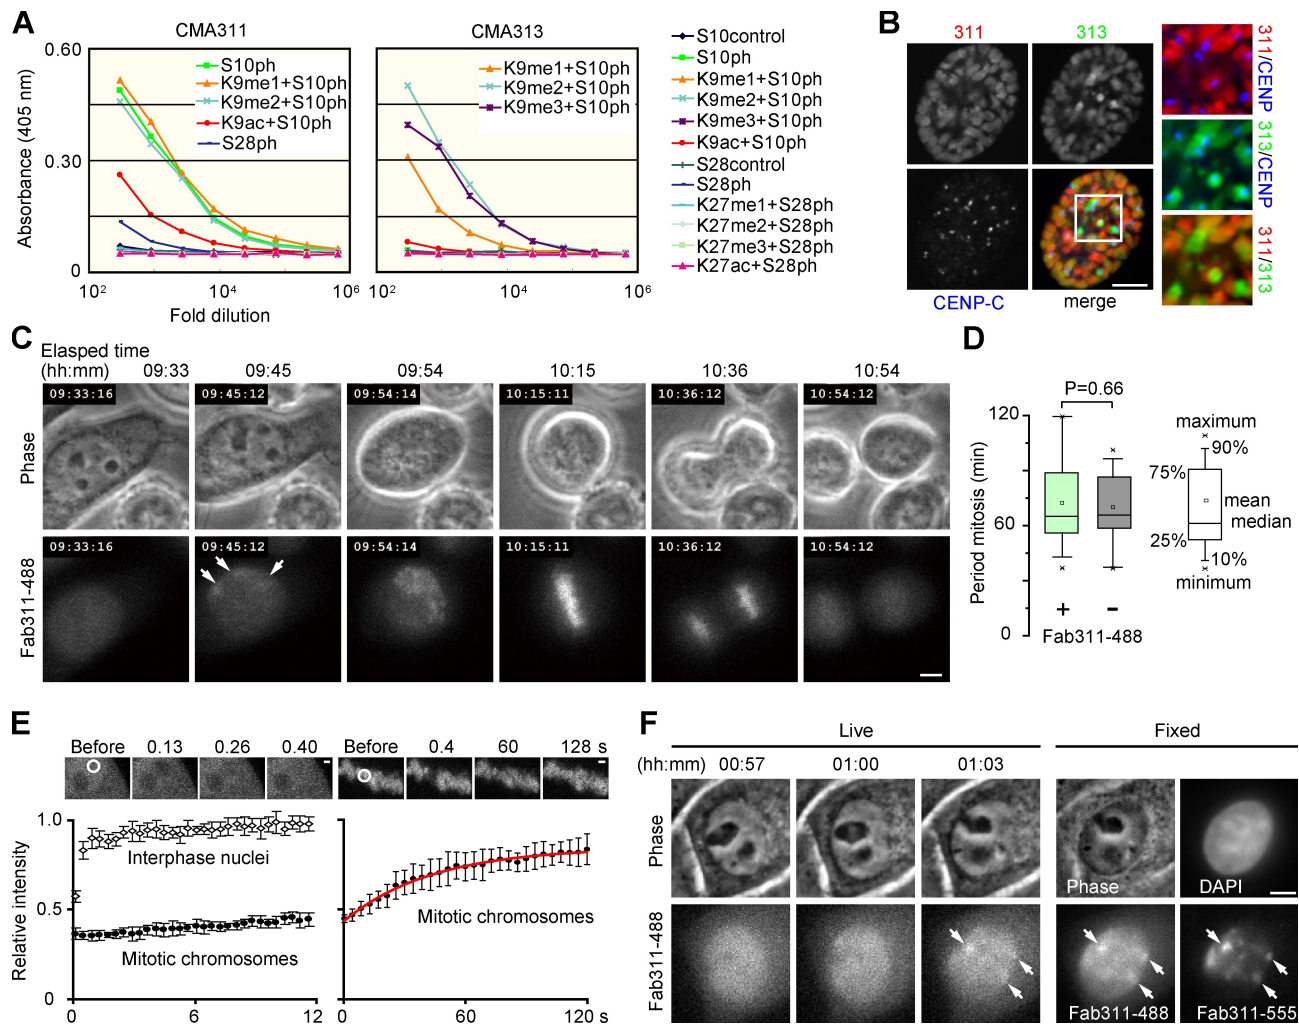 A
CMA311
CMA313
0.60
0.30
0
Absorbance (405 nm)
S10ph
K9me1+S10ph
K9me2+S10ph
K9ac+S10ph
S28ph
K9me1+S10ph
K9me2+S10ph
K9me3+S10ph
10² 10⁴ 10⁶
10² 10⁴ 10⁶
Fold dilution
S10control
S10ph
K9me1+S10ph
K9me2+S10ph
K9me3+S10ph
K9ac+S10ph
S28control
S28ph
K27me1+S28ph
K27me2+S28ph
K27me3+S28ph
K27ac+S28ph
B
311
313
CENP-C
merge
311/CENP
313/CENP
311/313
C
Elasped time
(hh:mm) 09:33 09:45 09:54 10:15 10:36 10:54
Phase
09:33:16 09:45:12 09:54:14 10:15:11 10:36:12 10:54:12
Fab311-488
09:33:16 09:45:12 09:54:14 10:15:11 10:36:12 10:54:12
D
P=0.66
120
60
0
Period mitosis (min)
+ −
Fab311-488
maximum
90%
75%
mean
median
25%
10%
minimum
E
Before 0.13 0.26 0.40
Before 0.4 60 128 s
1.0
0.5
0
Relative intensity
Interphase nuclei
Mitotic chromosomes
Mitotic chromosomes
0 6 12
0 60 120 s
F
Live
Fixed
(hh:mm) 00:57 01:00 01:03
Phase
Phase
DAPI
Fab311-488
Fab311-488
Fab311-555